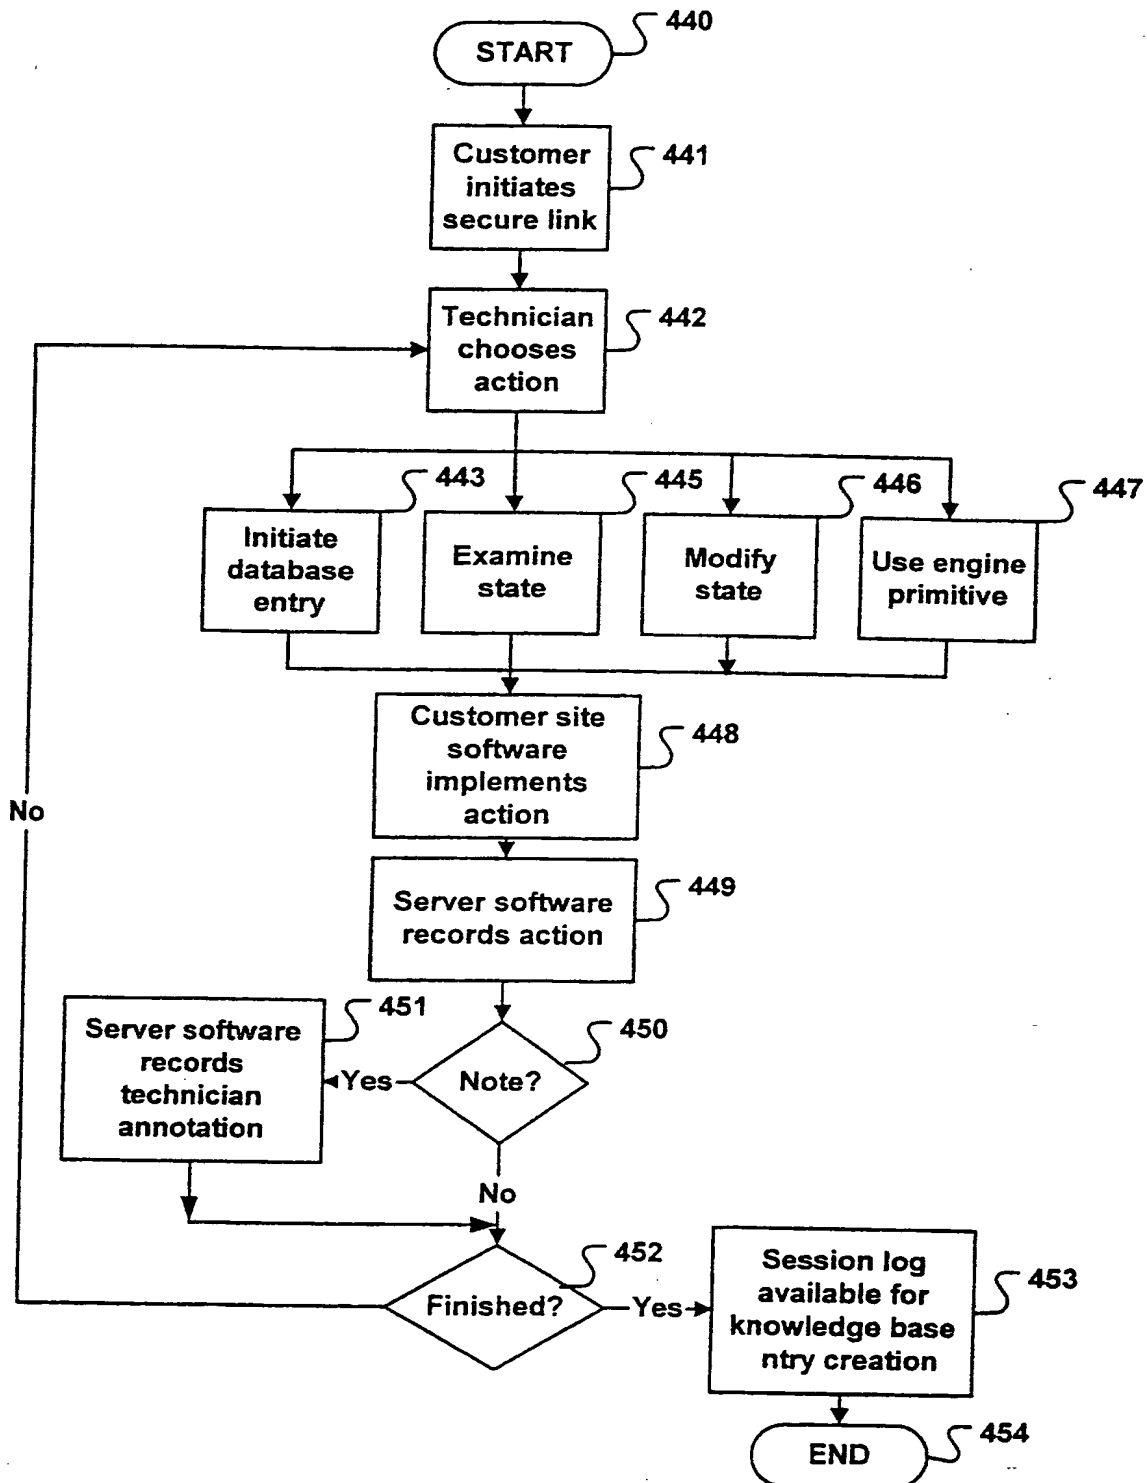 440
START
441
Customer
initiates
secure link
442
Technician
chooses
action
443
445
446
447
Initiate
database
entry
Examine
state
Modify
state
Use engine
primitive
448
Customer site
software
implements
action
No
449
Server software
records action
451
Server software
records
technician
annotation
450
Yes
Note?
No
452
Finished?
Yes
453
Session log
available for
knowledge base
ntry creation
454
END